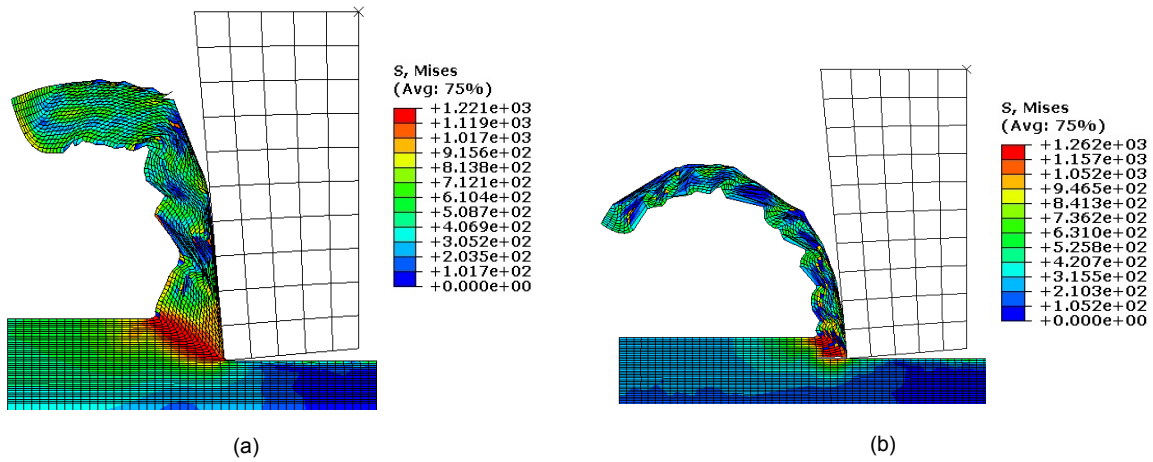 S, Mises
(Avg: 75%)
+1.221e+03
+1.119e+03
+1.017e+03
+9.156e+02
+8.138e+02
+7.121e+02
+6.104e+02
+5.087e+02
+4.069e+02
+3.052e+02
+2.035e+02
+1.017e+02
+0.000e+00
(a)
S, Mises
(Avg: 75%)
+1.262e+03
+1.157e+03
+1.052e+03
+9.465e+02
+8.413e+02
+7.362e+02
+6.310e+02
+5.258e+02
+4.207e+02
+3.155e+02
+2.103e+02
+1.052e+02
+0.000e+00
(b)